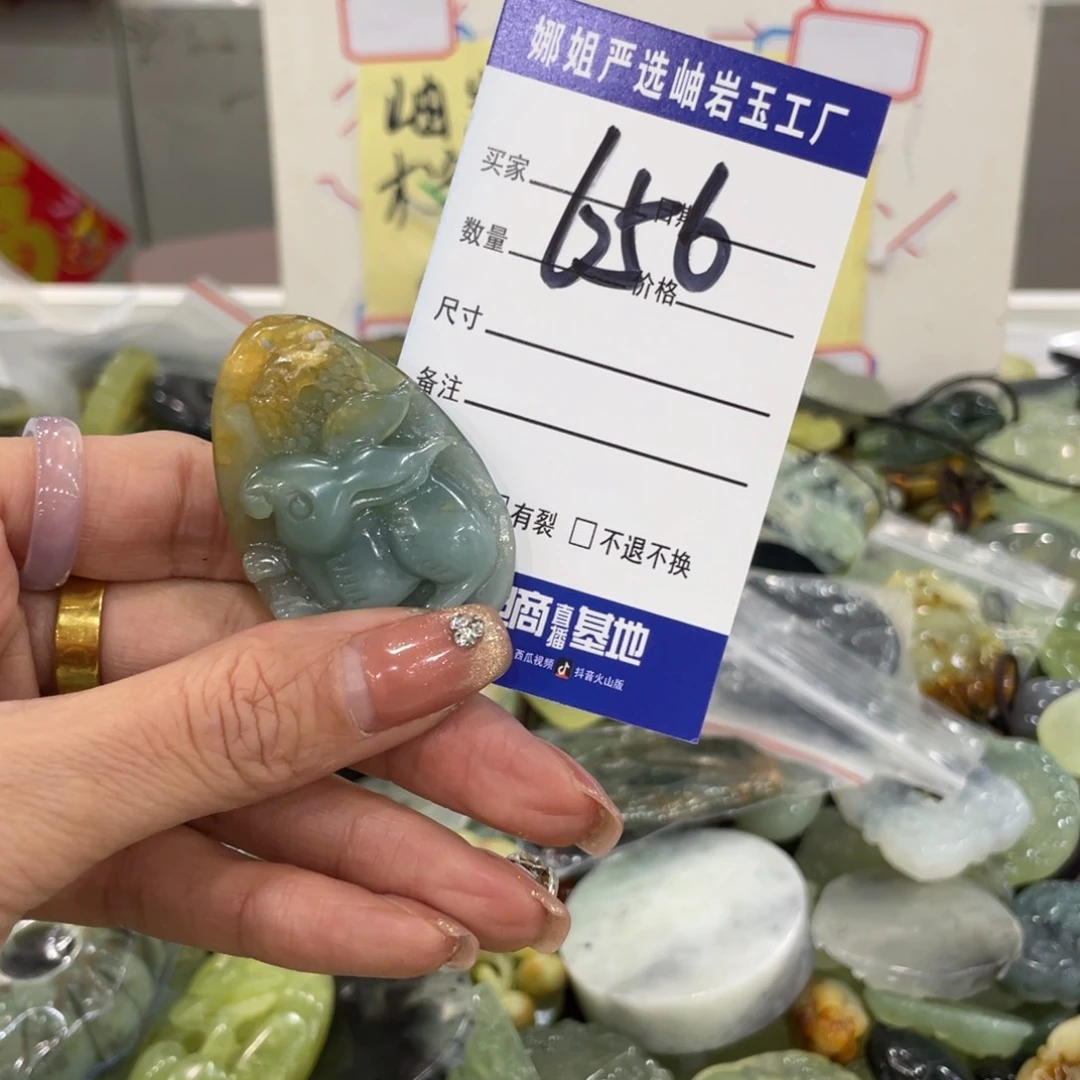 娜姐严选岫岩玉工厂
买家 日期
656
数量 价格
尺寸
备注
有裂 □不退不换
商直播基地
西瓜视频 抖音火山版
岫